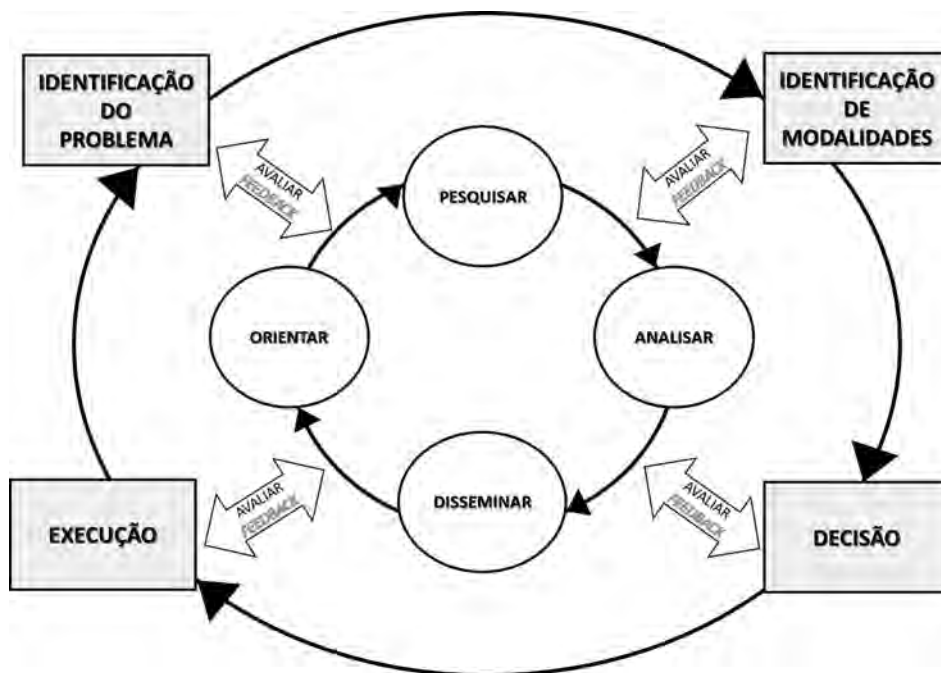 IDENTIFICAÇÃO
DO
PROBLEMA
IDENTIFICAÇÃO
DE
MODALIDADES
AVALIAR
FEEDBACK
AVALIAR
FEEDBACK
PESQUISAR
ORIENTAR
ANALISAR
DISSEMINAR
AVALIAR
FEEDBACK
AVALIAR
FEEDBACK
EXECUÇÃO
DECISÃO